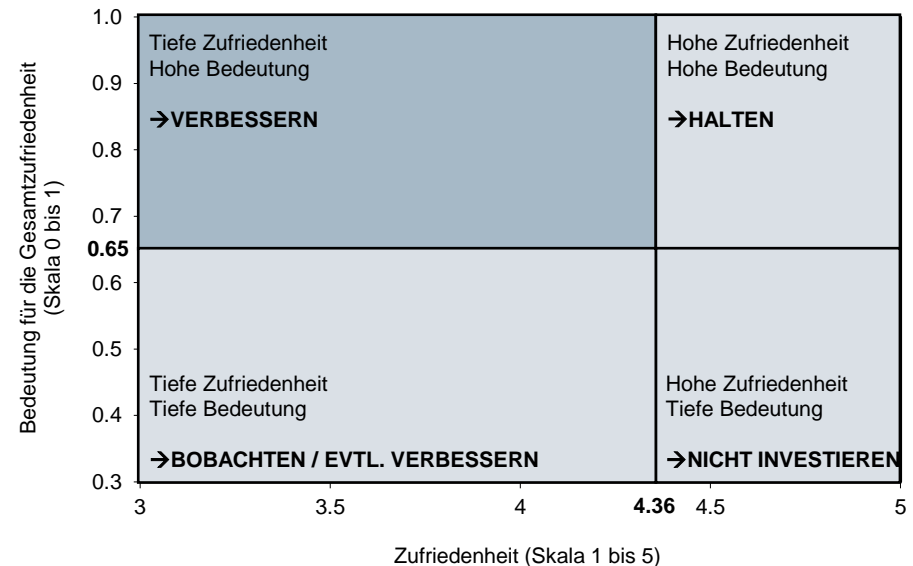 Bedeutung für die Gesamtzufriedenheit
(Skala 0 bis 1)
1.0
0.9
0.8
0.7
0.65
0.6
0.5
0.4
0.3
Tiefe Zufriedenheit
Hohe Bedeutung
→VERBESSERN
Hohe Zufriedenheit
Hohe Bedeutung
→HALTEN
Tiefe Zufriedenheit
Tiefe Bedeutung
→BOBACHTEN / EVTL. VERBESSERN
Hohe Zufriedenheit
Tiefe Bedeutung
→NICHT INVESTIEREN
3 3.5 4 4.36 4.5 5
Zufriedenheit (Skala 1 bis 5)